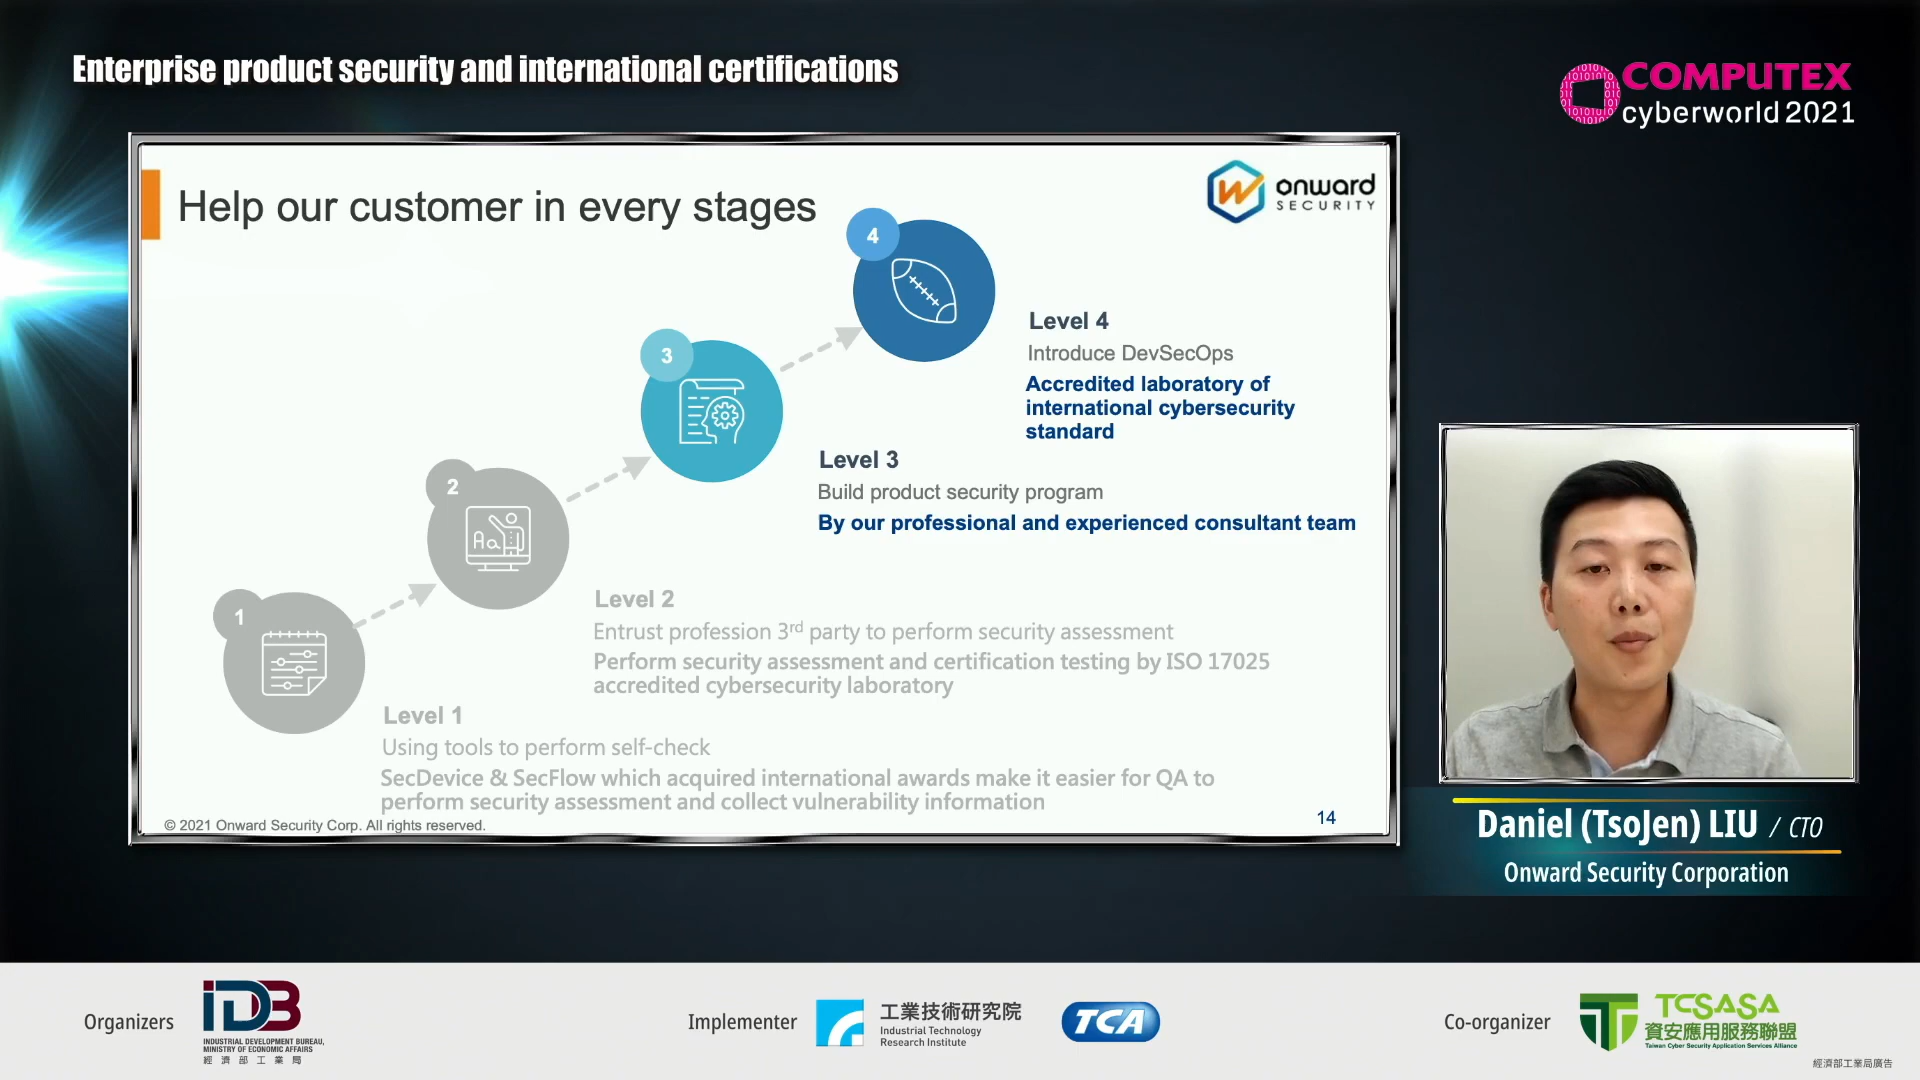 Enterprise product security and international certifications
COMPUTEX
cyberworld 2021
Help our customer in every stages
onward
SECURITY
4
Level 4
Introduce DevSecOps
Accredited laboratory of
international cybersecurity
standard
3
Level 3
Build product security program
By our professional and experienced consultant team
2
Aa
Level 2
Entrust profession 3rd party to perform security assessment
Perform security assessment and certification testing by ISO 17025
accredited cybersecurity laboratory
1
Level 1
Using tools to perform self-check
SecDevice & SecFlow which acquired international awards make it easier for QA to
perform security assessment and collect vulnerability information
© 2021 Onward Security Corp. All rights reserved.
14
Daniel (TsoJen) LIU / CTO
Onward Security Corporation
Organizers
IDB
INDUSTRIAL DEVELOPMENT BUREAU,
MINISTRY OF ECONOMIC AFFAIRS
經濟部工業局
Implementer
工業技術研究院
Industrial Technology
Research Institute
TCA
Co-organizer
TCSASA
資安應用服務聯盟
Taiwan Cyber Security Application Services Alliance
經濟部工業局廣告